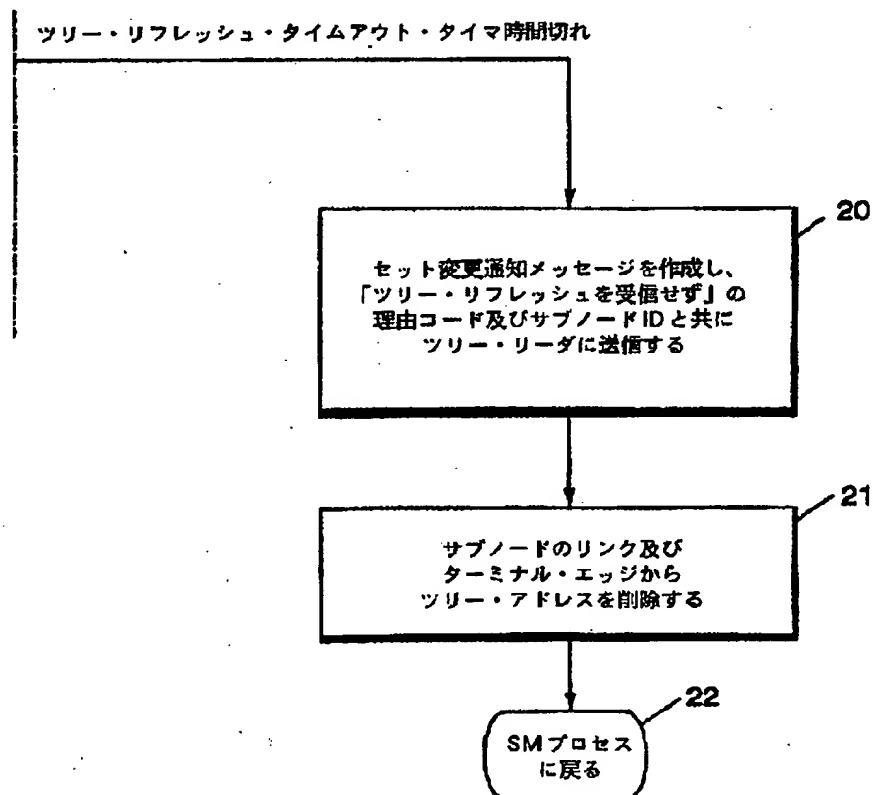 ツリー・リフレッシュ・タイムアウト・タイマ時間切れ
20
セット変更通知メッセージを作成し、
「ツリー・リフレッシュを受信せず」の
理由コード及びサブノードIDと共に
ツリー・リーダに送信する
21
サブノードのリンク及び
ターミナル・エッジから
ツリー・アドレスを削除する
22
SMプロセス
に戻る